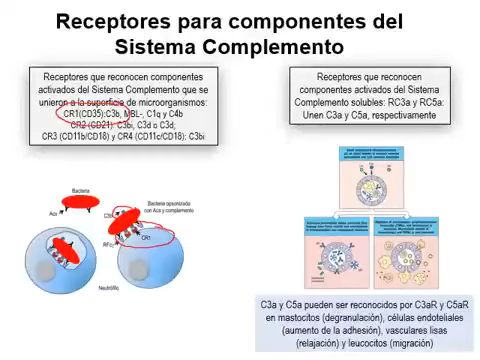 Receptores para componentes del
Sistema Complemento
Receptores que reconocen componentes
activados del Sistema Complemento que se
unieron a la superficie de microorganismos:
CR1(CD35):C3b, MBL-, C1q y C4b
CR2 (CD21): C3bi, C3d o C3d,
CR3 (CD11b/CD18) y CR4 (CD11c/CD18): C3bi
Receptores que reconocen
componentes activados del Sistema
Complemento solubles: RC3a y RC5a:
Unen C3a y C5a, respectivamente
Bacteria
Acs
Bacteria opsonizada
con Acs y complemento
CR1
Neutrófilo
C3a y C5a pueden ser reconocidos por C3aR y C5aR
en mastocitos (degranulación), células endoteliales
(aumento de la adhesión), vasculares lisas
(relajación) y leucocitos (migración)